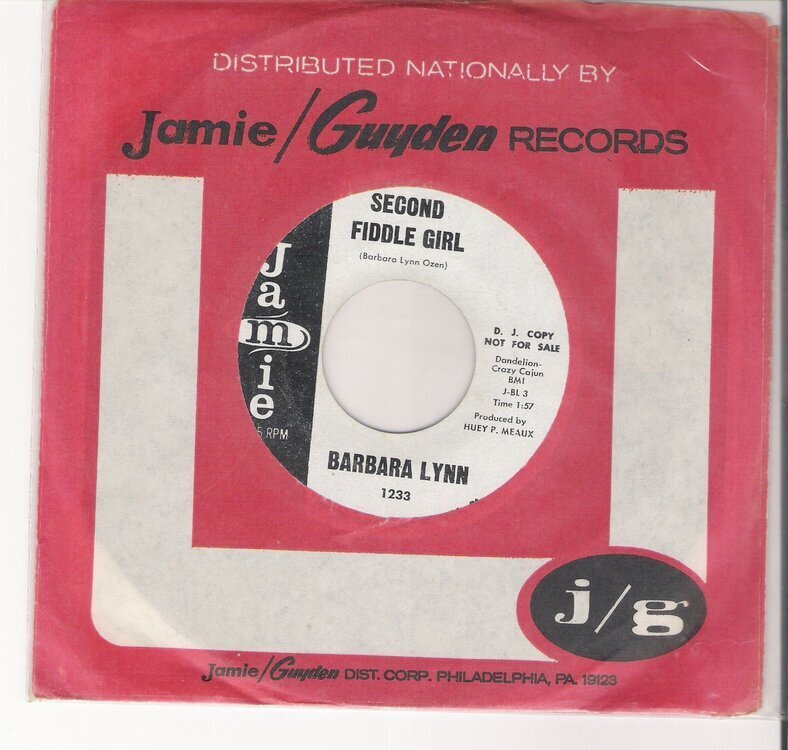 DISTRIBUTED NATIONALLY BY
Jamie/Guyden RECORDS
SECOND
FIDDLE GIRL
(Barbara Lynn Ozen)
Jamie
5 RPM
D. J. COPY
NOT FOR SALE
Dandelion-
Crazy Cajun
BMI
J-BL 3
Time 1:57
Produced by
HUEY P. MEAUX
BARBARA LYNN
1233
j/g
Jamie/Guyden DIST. CORP. PHILADELPHIA, PA. 19123